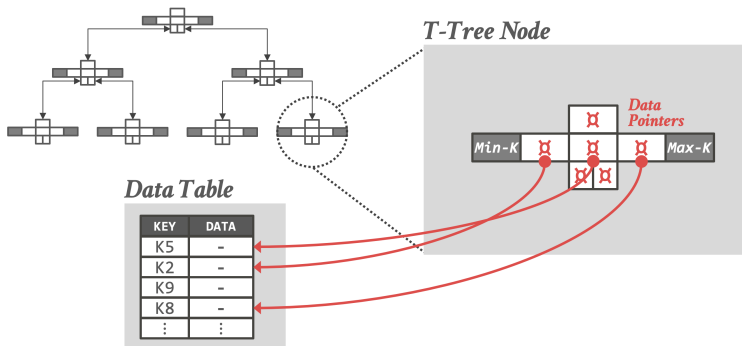 T-Tree Node
Data
Pointers
¤
Min-K ¤ ¤ ¤ Max-K
¤ ¤
Data Table
KEY DATA
K5 -
K2 -
K9 -
K8 -
⋮ ⋮